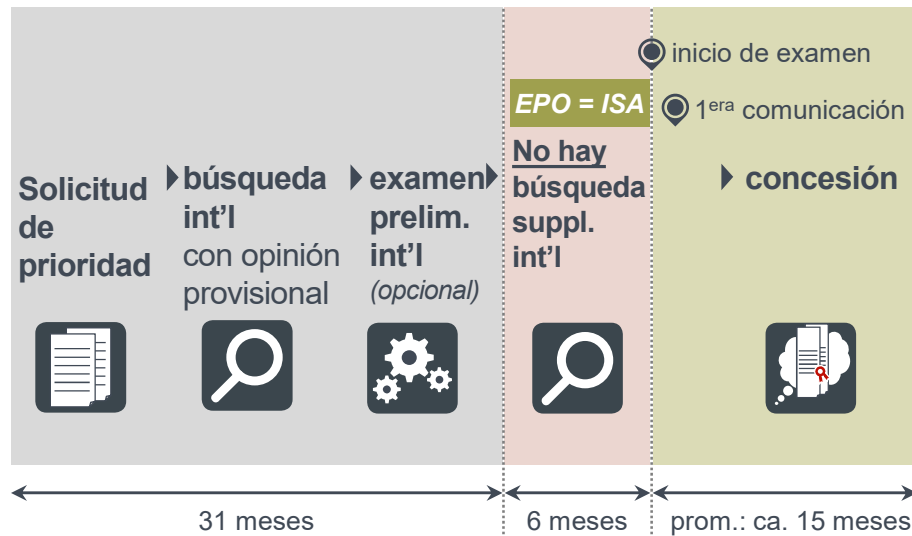 Solicitud
de
prioridad
búsqueda
int'l
con opinión
provisional
examen
prelim.
int'l
(opcional)
EPO = ISA
No hay
búsqueda
suppl.
int'l
inicio de examen
1era comunicación
concesión
31 meses
6 meses
prom.: ca. 15 meses